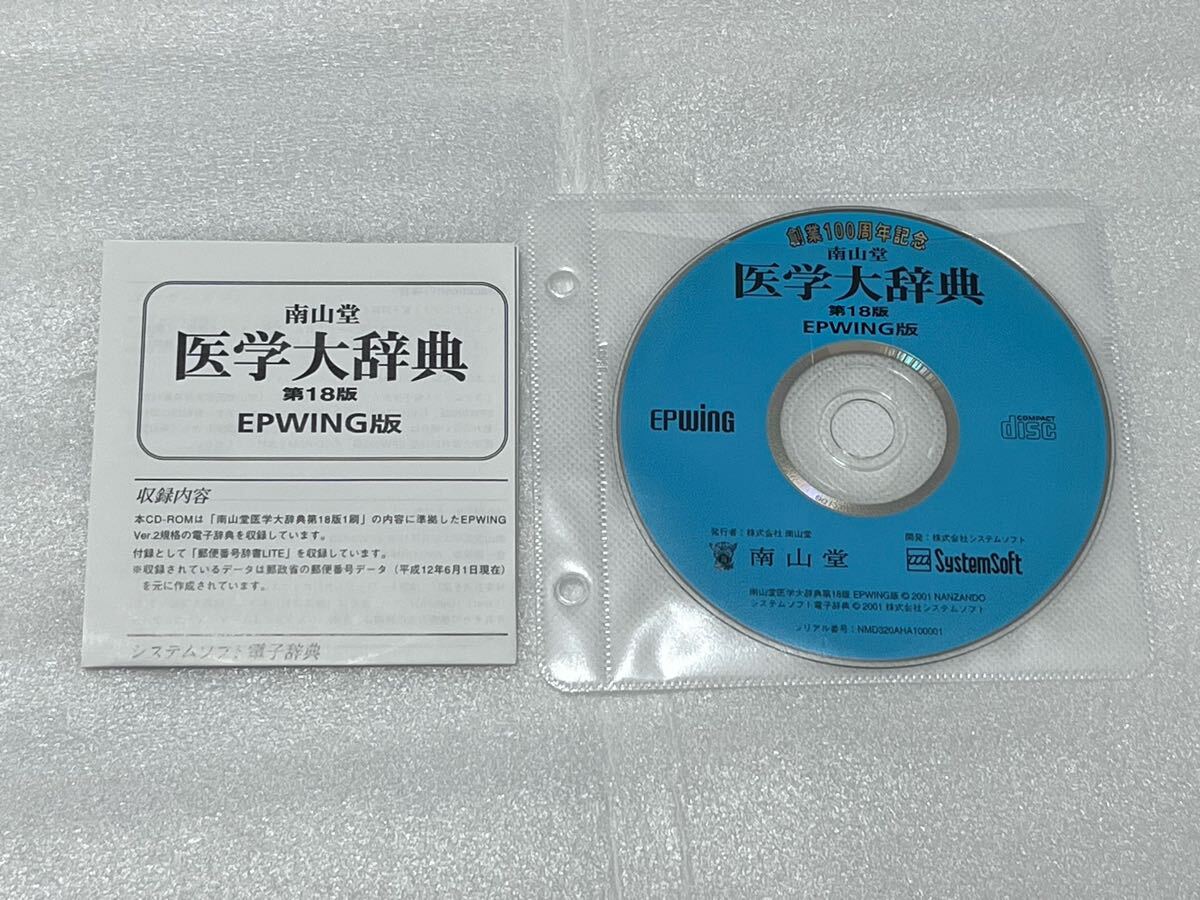 南山堂
医学大辞典
第18版
EPWING版
収録内容
本CD-ROMは「南山堂医学大辞典第18版1刷」の内容に準拠したEPWING
Ver.2規格の電子辞典を収録しています。
付録として「郵便番号辞書LITE」を収録しています。
※収録されているデータは郵政省の郵便番号データ（平成12年6月1日現在）
を元に作成されています。
システムソフト電子辞典
創業100周年記念
南山堂
医学大辞典
第18版
EPWING版
EPWING
COMPACT
disc
発行者：株式会社 南山堂
南山堂
開発：株式会社システムソフト
SystemSoft
南山堂医学大辞典第18版 EPWING版 © 2001 NANZANDO
システムソフト電子辞典 © 2001 株式会社システムソフト
シリアル番号：NMD320AHA100001